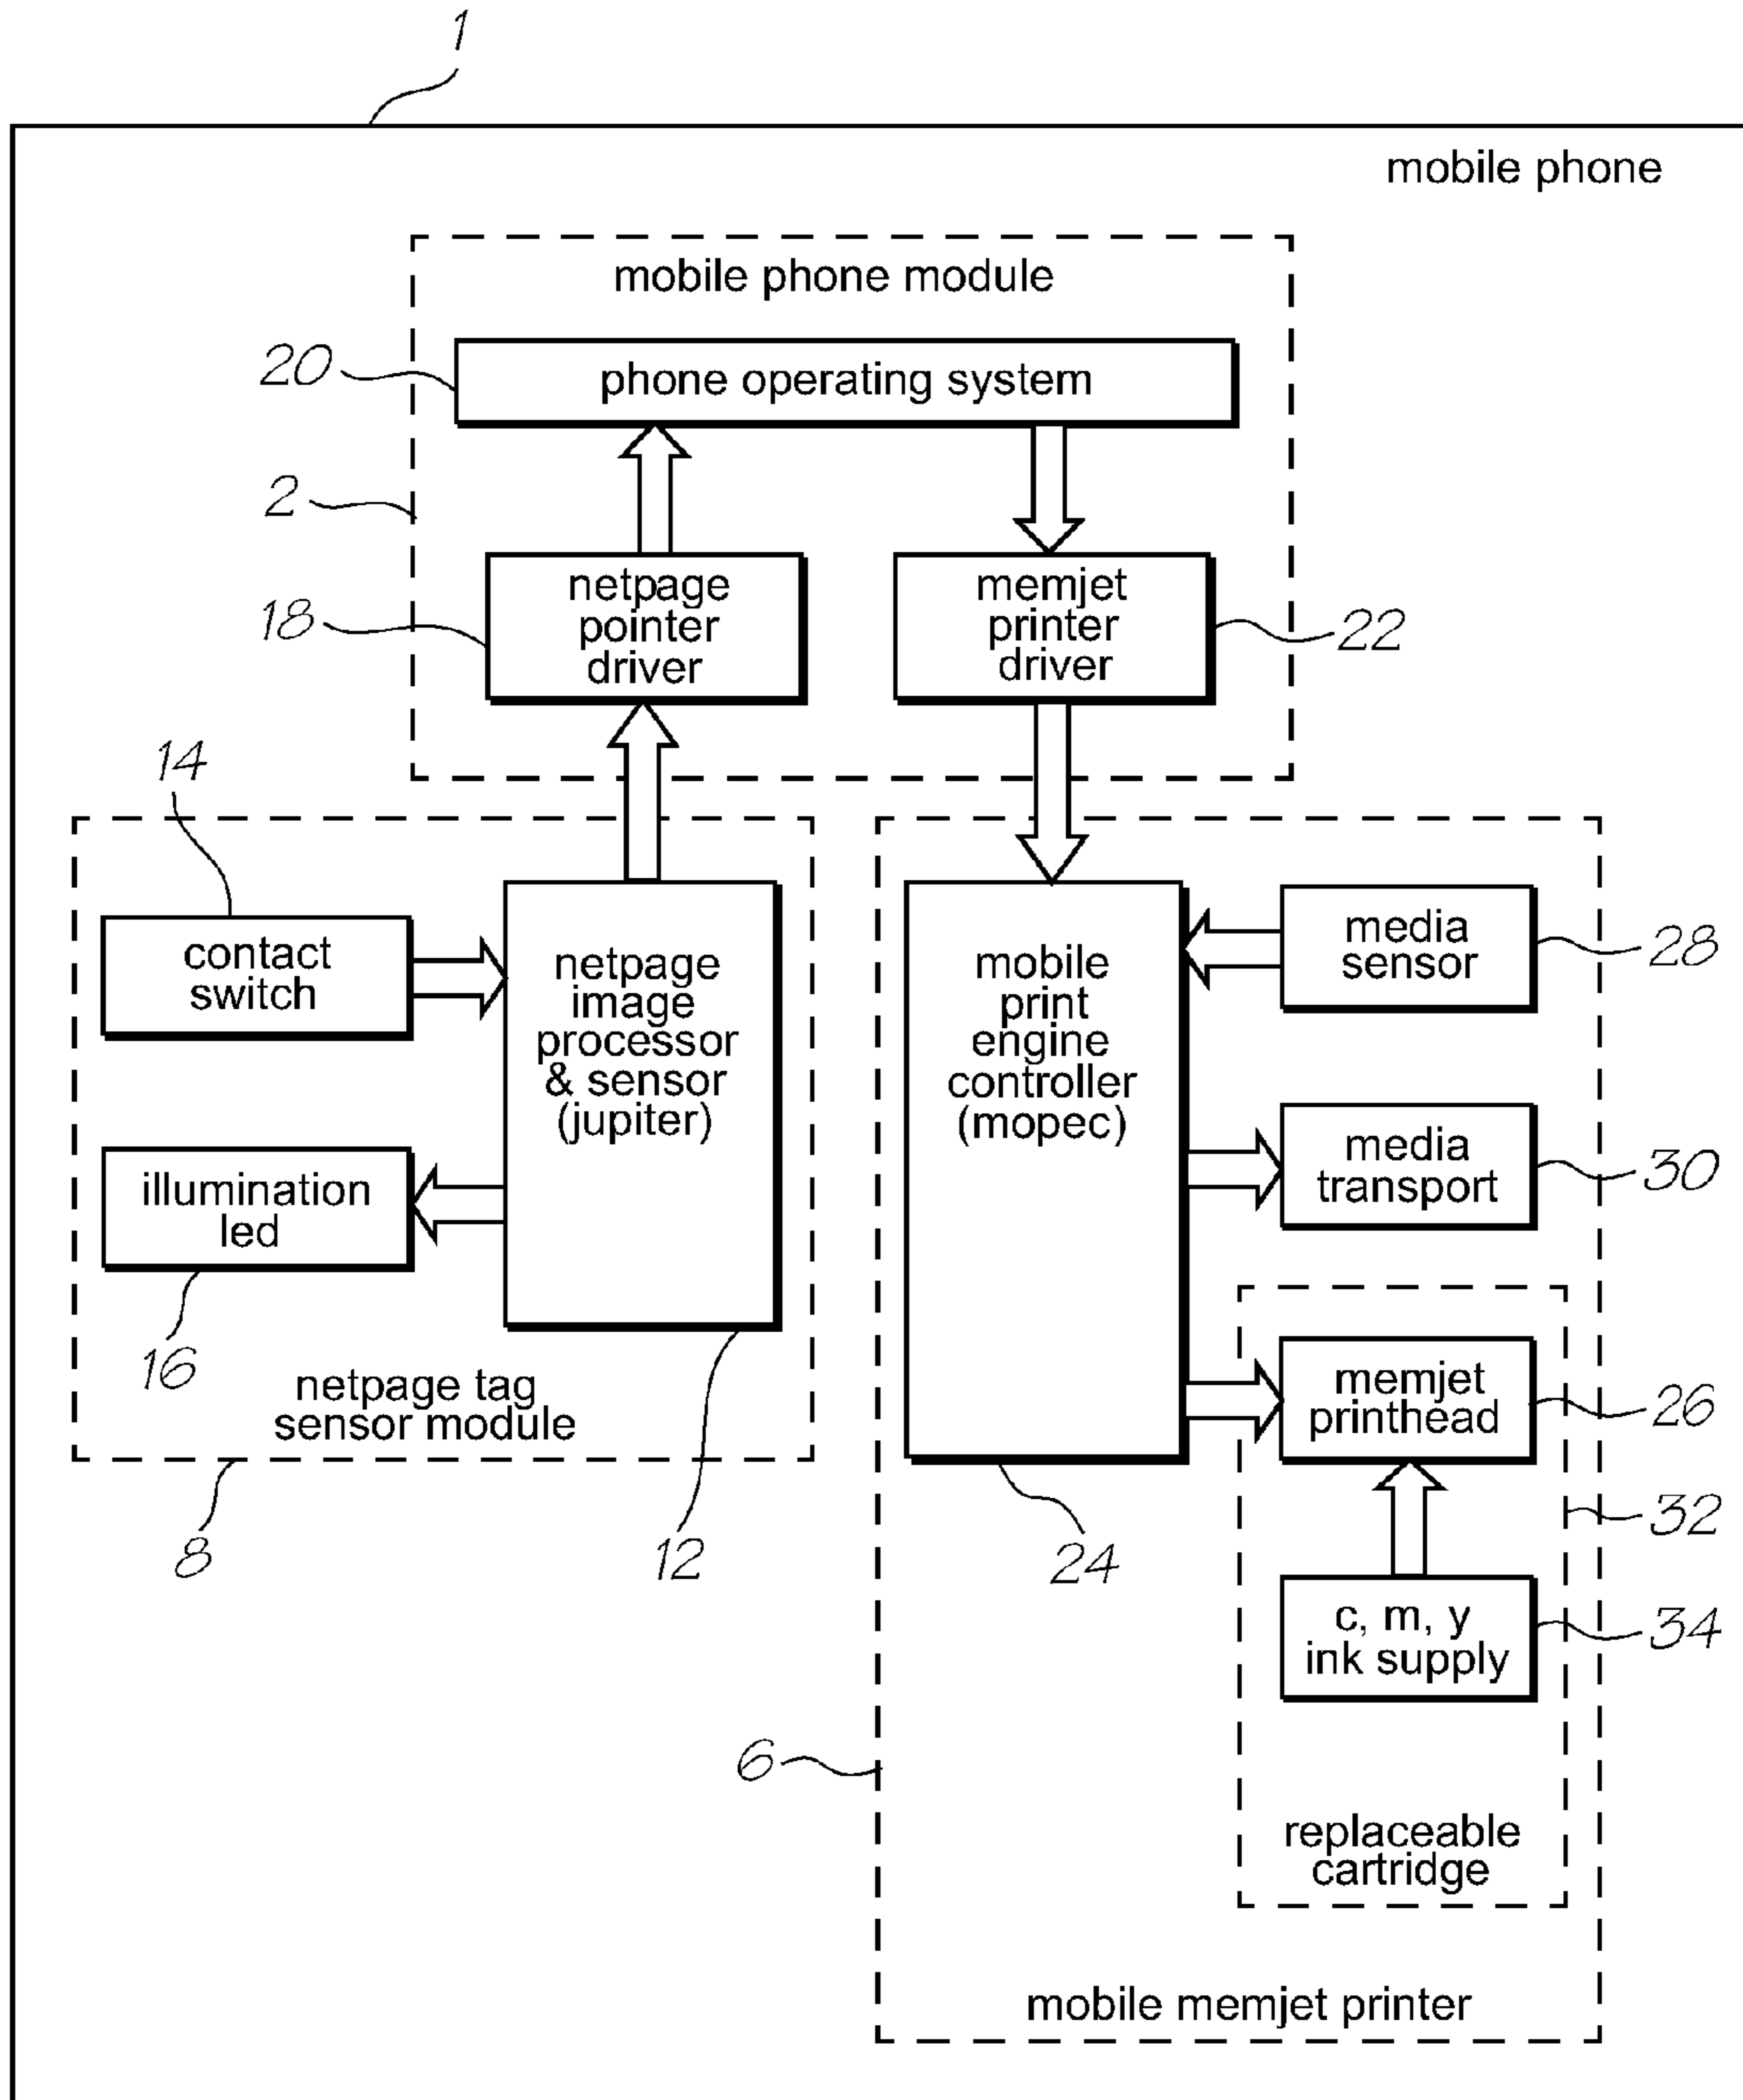 1
mobile phone
mobile phone module
20
phone operating system
2
18
netpage
pointer
driver
memjet
printer
driver
22
14
contact
switch
netpage
image
processor
& sensor
(jupiter)
illumination
led
16
netpage tag
sensor module
8
12
mobile
print
engine
controller
(mopec)
media
sensor
28
media
transport
30
memjet
printhead
26
24
32
c, m, y
ink supply
34
6
replaceable
cartridge
mobile memjet printer